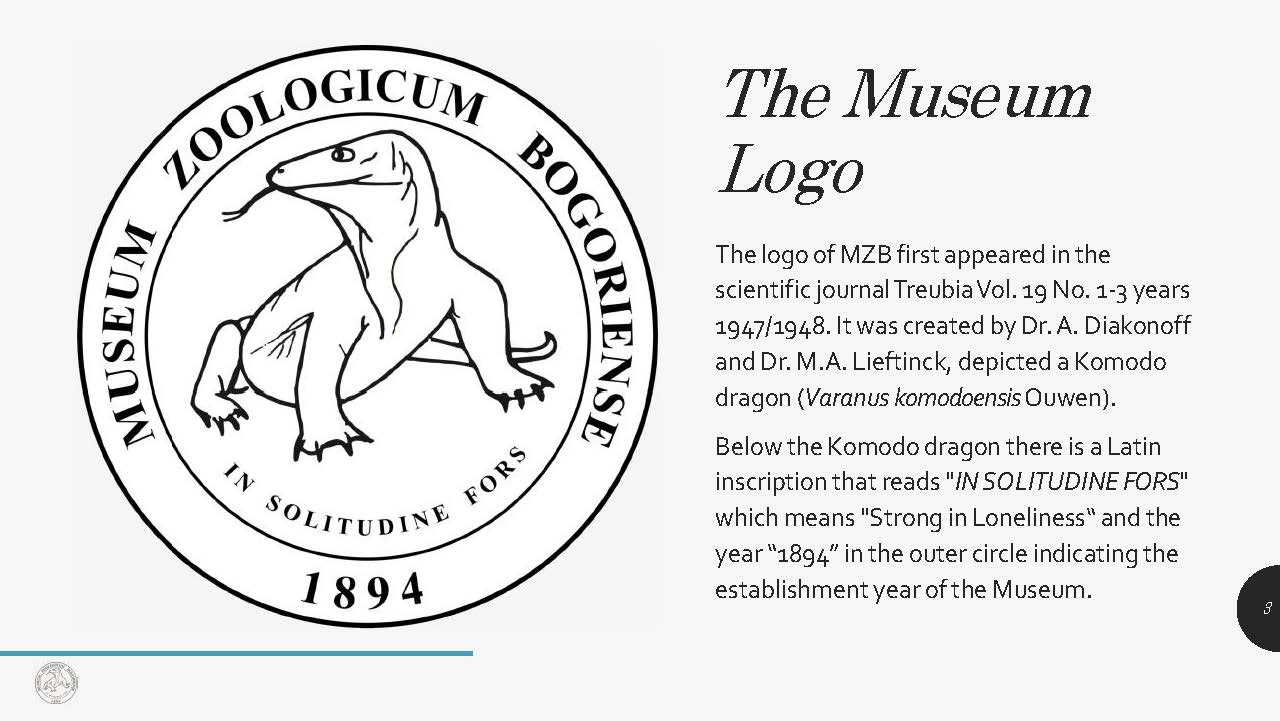 MUSEUM ZOOLOGICUM BOGORIENSE
IN SOLITUDINE FORS
1894
The Museum
Logo
The logo of MZB first appeared in the
scientific journal Treubia Vol. 19 No. 1-3 years
1947/1948. It was created by Dr. A. Diakonoff
and Dr. M.A. Lieftinck, depicted a Komodo
dragon (Varanus komodoensis Ouwen).
Below the Komodo dragon there is a Latin
inscription that reads "IN SOLITUDINE FORS"
which means "Strong in Loneliness“ and the
year “1894” in the outer circle indicating the
establishment year of the Museum.
3